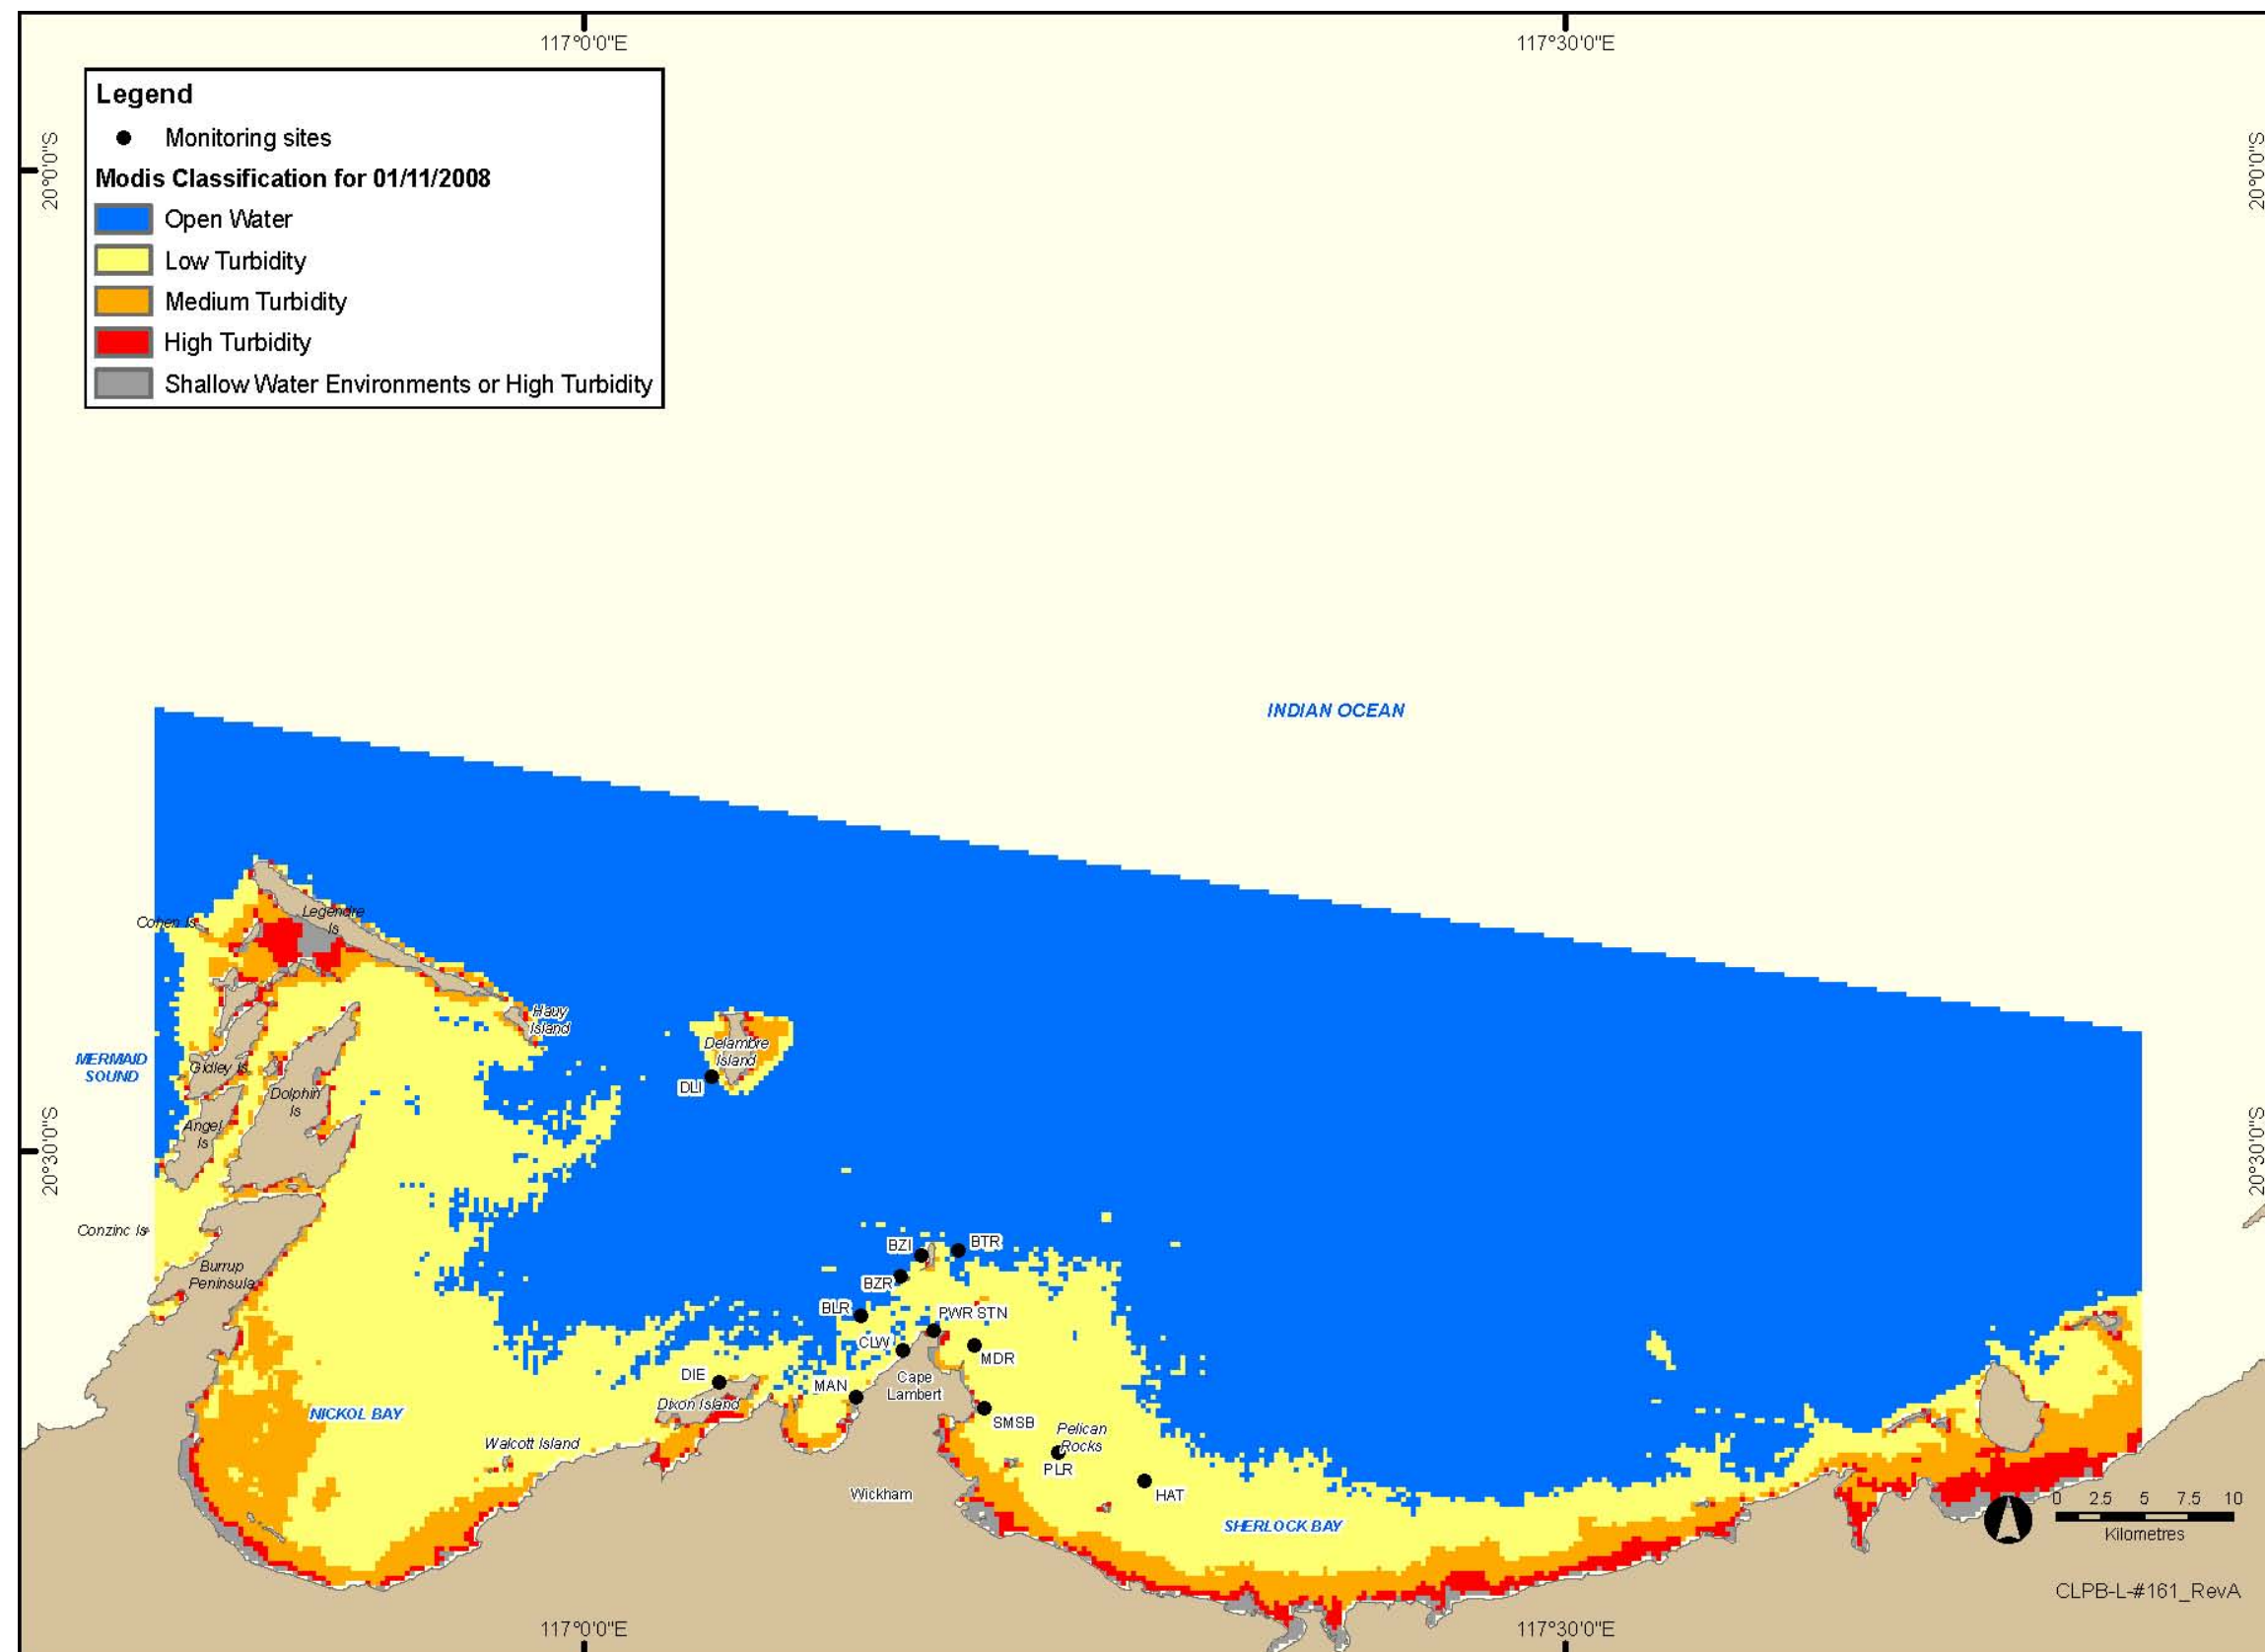 117°0'0"E
117°30'0"E
Legend
Monitoring sites
Modis Classification for 01/11/2008
Open Water
Low Turbidity
Medium Turbidity
High Turbidity
Shallow Water Environments or High Turbidity
20°0'0"S
20°0'0"S
INDIAN OCEAN
Cohen Is
Legendre
Is
Hauy
Island
MERMAID
SOUND
Gidley Is
Delambre
Island
DLI
Dolphin
Is
Angel
Is
20°30'0"S
20°30'0"S
Conzinc Is
BZI
BTR
Burrup
Peninsula
BZR
BLR
PWR STN
CLW
MDR
DIE
MAN
Cape
Lambert
Dixon Island
NICKOL BAY
SMSB
Walcott Island
Pelican
Rocks
PLR
Wickham
HAT
SHERLOCK BAY
0 2.5 5 7.5 10
Kilometres
CLPB-L-#161_RevA
117°0'0"E
117°30'0"E